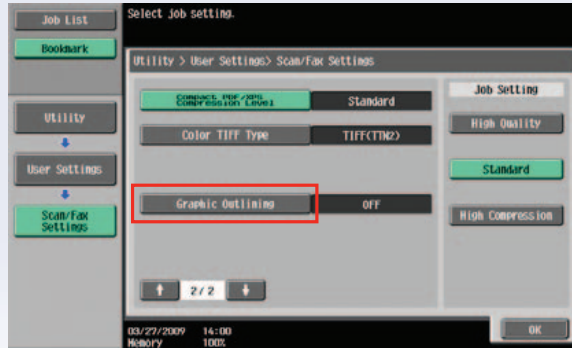 Job List
Select job setting.
Bookmark
Utility > User Settings> Scan/Fax Settings
Compact PDF/XPS
Compression Level
Standard
Job Setting
Utility
Color TIFF Type
TIFF(TTN2)
High Quality
User Settings
Standard
Graphic Outlining
OFF
Scan/Fax
Settings
High Compression
2/2
03/27/2009 14:00
Memory 100%
OK